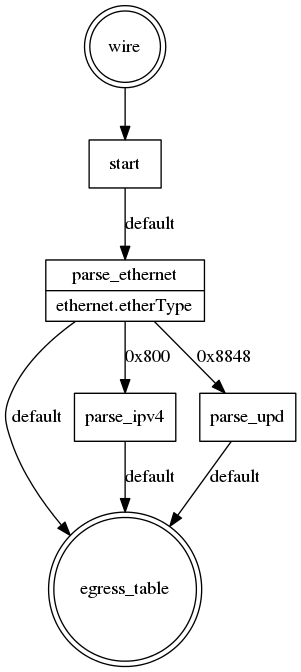 wire
start
default
parse_ethernet
ethernet.etherType
0x800
0x8848
default
parse_ipv4
parse_upd
default
default
egress_table